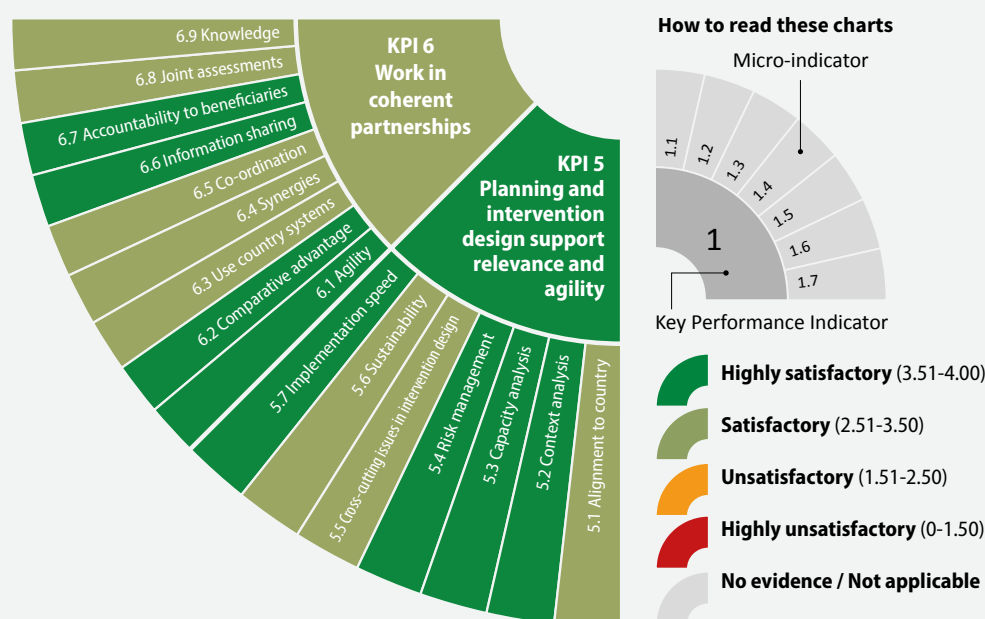 6.9 Knowledge
6.8 Joint assessments
6.7 Accountability to beneficiaries
6.6 Information sharing
6.5 Co-ordination
6.4 Synergies
6.3 Use country systems
6.2 Comparative advantage
6.1 Agility
5.7 Implementation speed
5.6 Sustainability
5.5 Cross-cutting issues in intervention design
5.4 Risk management
5.3 Capacity analysis
5.2 Context analysis
5.1 Alignment to country
KPI 6
Work in
coherent
partnerships
KPI 5
Planning and
intervention
design support
relevance and
agility
How to read these charts
Micro-indicator
1.1
1.2
1.3
1.4
1.5
1.6
1.7
1
Key Performance Indicator
Highly satisfactory (3.51-4.00)
Satisfactory (2.51-3.50)
Unsatisfactory (1.51-2.50)
Highly unsatisfactory (0-1.50)
No evidence / Not applicable